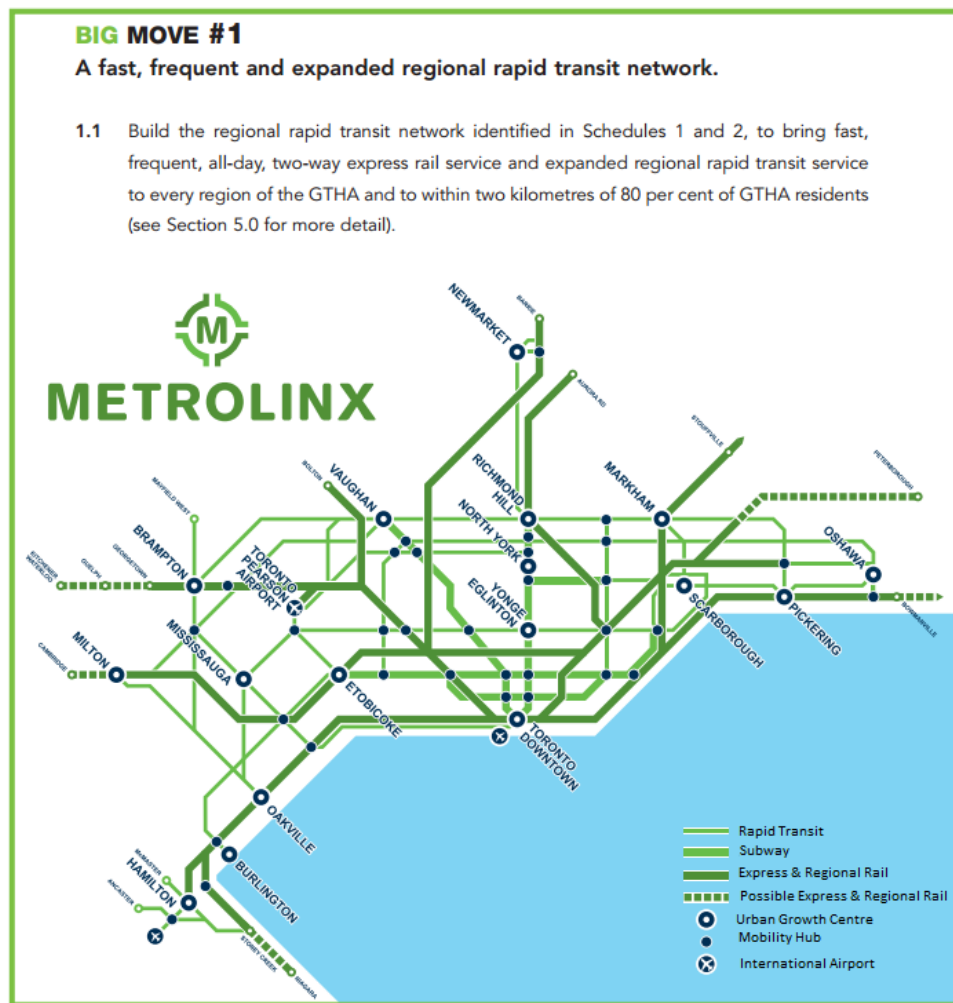 BIG MOVE #1
A fast, frequent and expanded regional rapid transit network.
1.1 Build the regional rapid transit network identified in Schedules 1 and 2, to bring fast,
frequent, all-day, two-way express rail service and expanded regional rapid transit service
to every region of the GTHA and to within two kilometres of 80 per cent of GTHA residents
(see Section 5.0 for more detail).
M
METROLINX
NEWMARKET
BARRIE
AURORA RD
STOUFFVILLE
PETERBOROUGH
BOLTON
VAUGHAN
RICHMOND
HILL
MARKHAM
MAYFIELD WEST
NORTH YORK
OSHAWA
BRAMPTON
TORONTO
PEARSON
AIRPORT
YONGE
EGLINTON
KITCHENER
WATERLOO
GUELPH
GEORGETOWN
SCARBOROUGH
PICKERING
BOWMANVILLE
MILTON
MISSISSAUGA
CAMBRIDGE
ETOBICOKE
TORONTO
DOWNTOWN
OAKVILLE
BURLINGTON
McMASTER
HAMILTON
ANCASTER
STONEY CREEK
NIAGARA
Rapid Transit
Subway
Express & Regional Rail
Possible Express & Regional Rail
Urban Growth Centre
Mobility Hub
International Airport